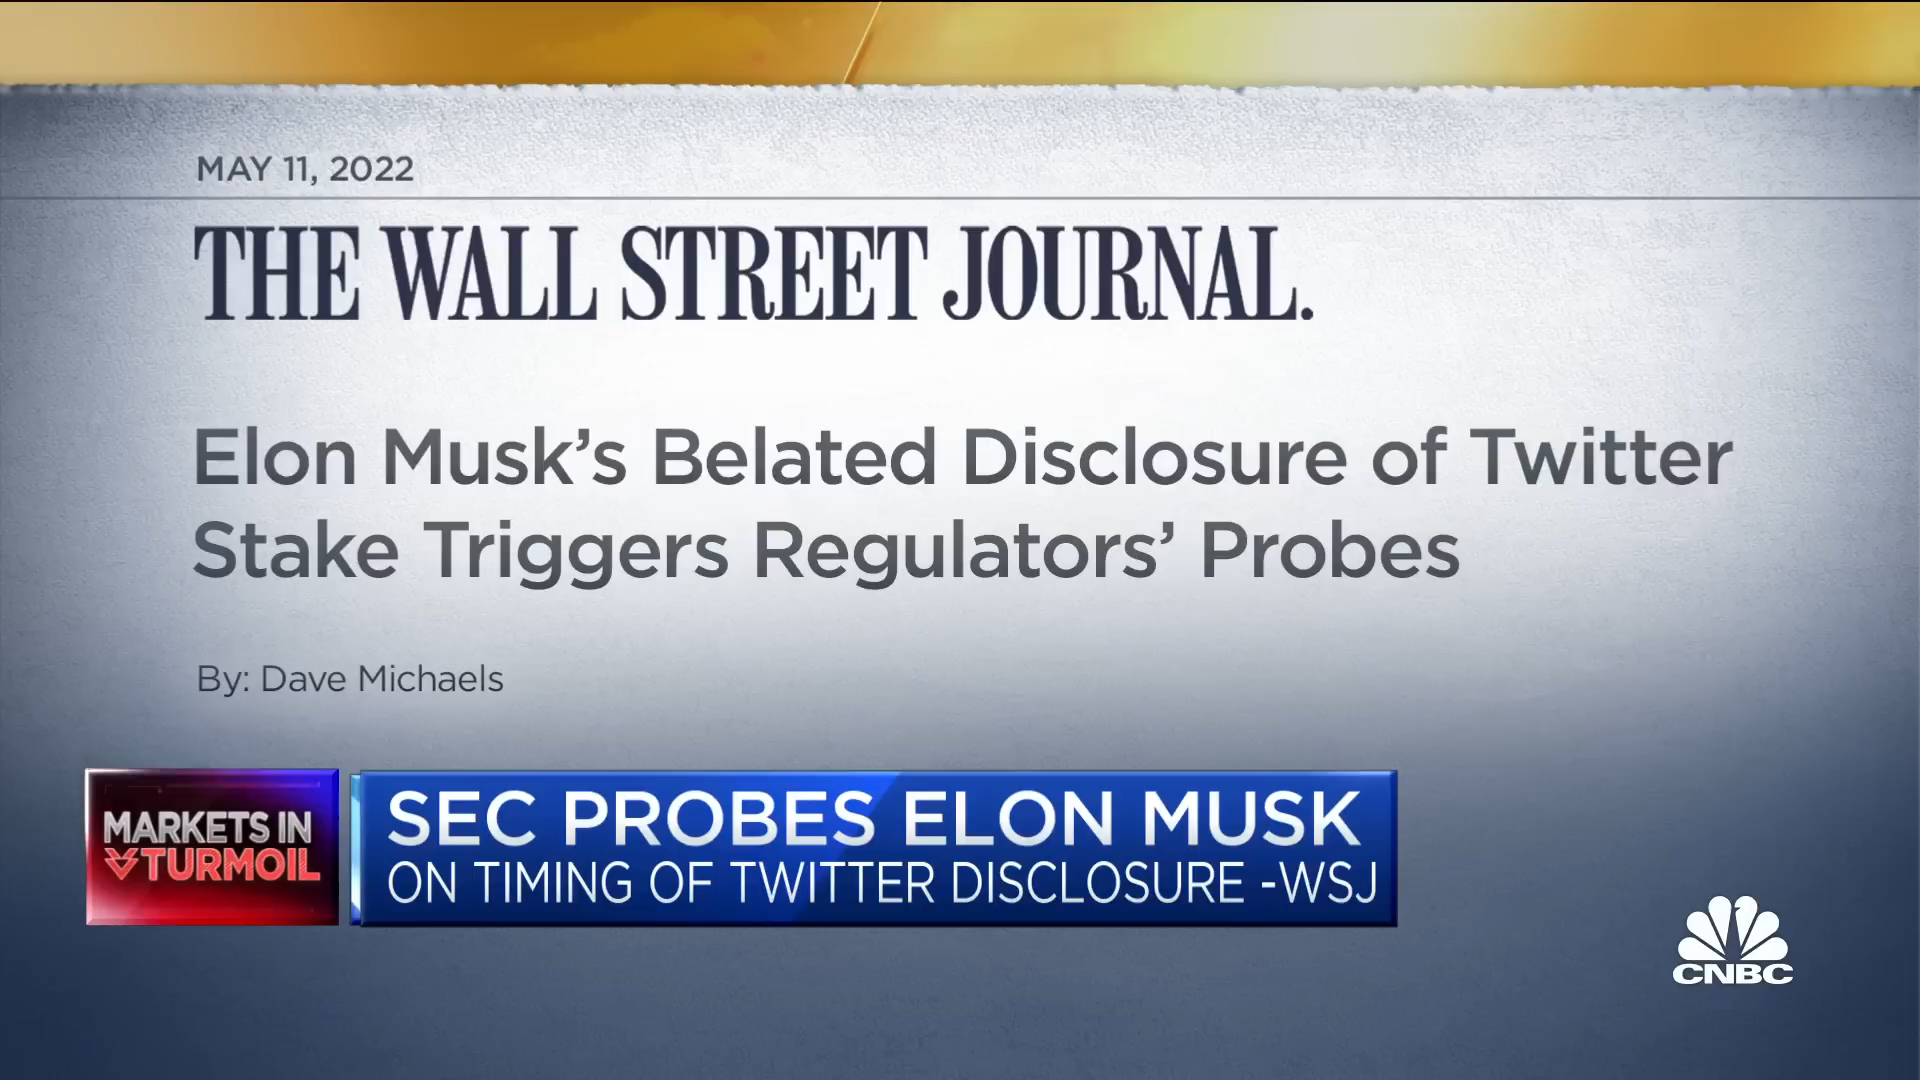 MAY 11, 2022
THE WALL STREET JOURNAL.
Elon Musk’s Belated Disclosure of Twitter
Stake Triggers Regulators’ Probes
By: Dave Michaels
MARKETS IN
TURMOIL
SEC PROBES ELON MUSK
ON TIMING OF TWITTER DISCLOSURE -WSJ
CNBC